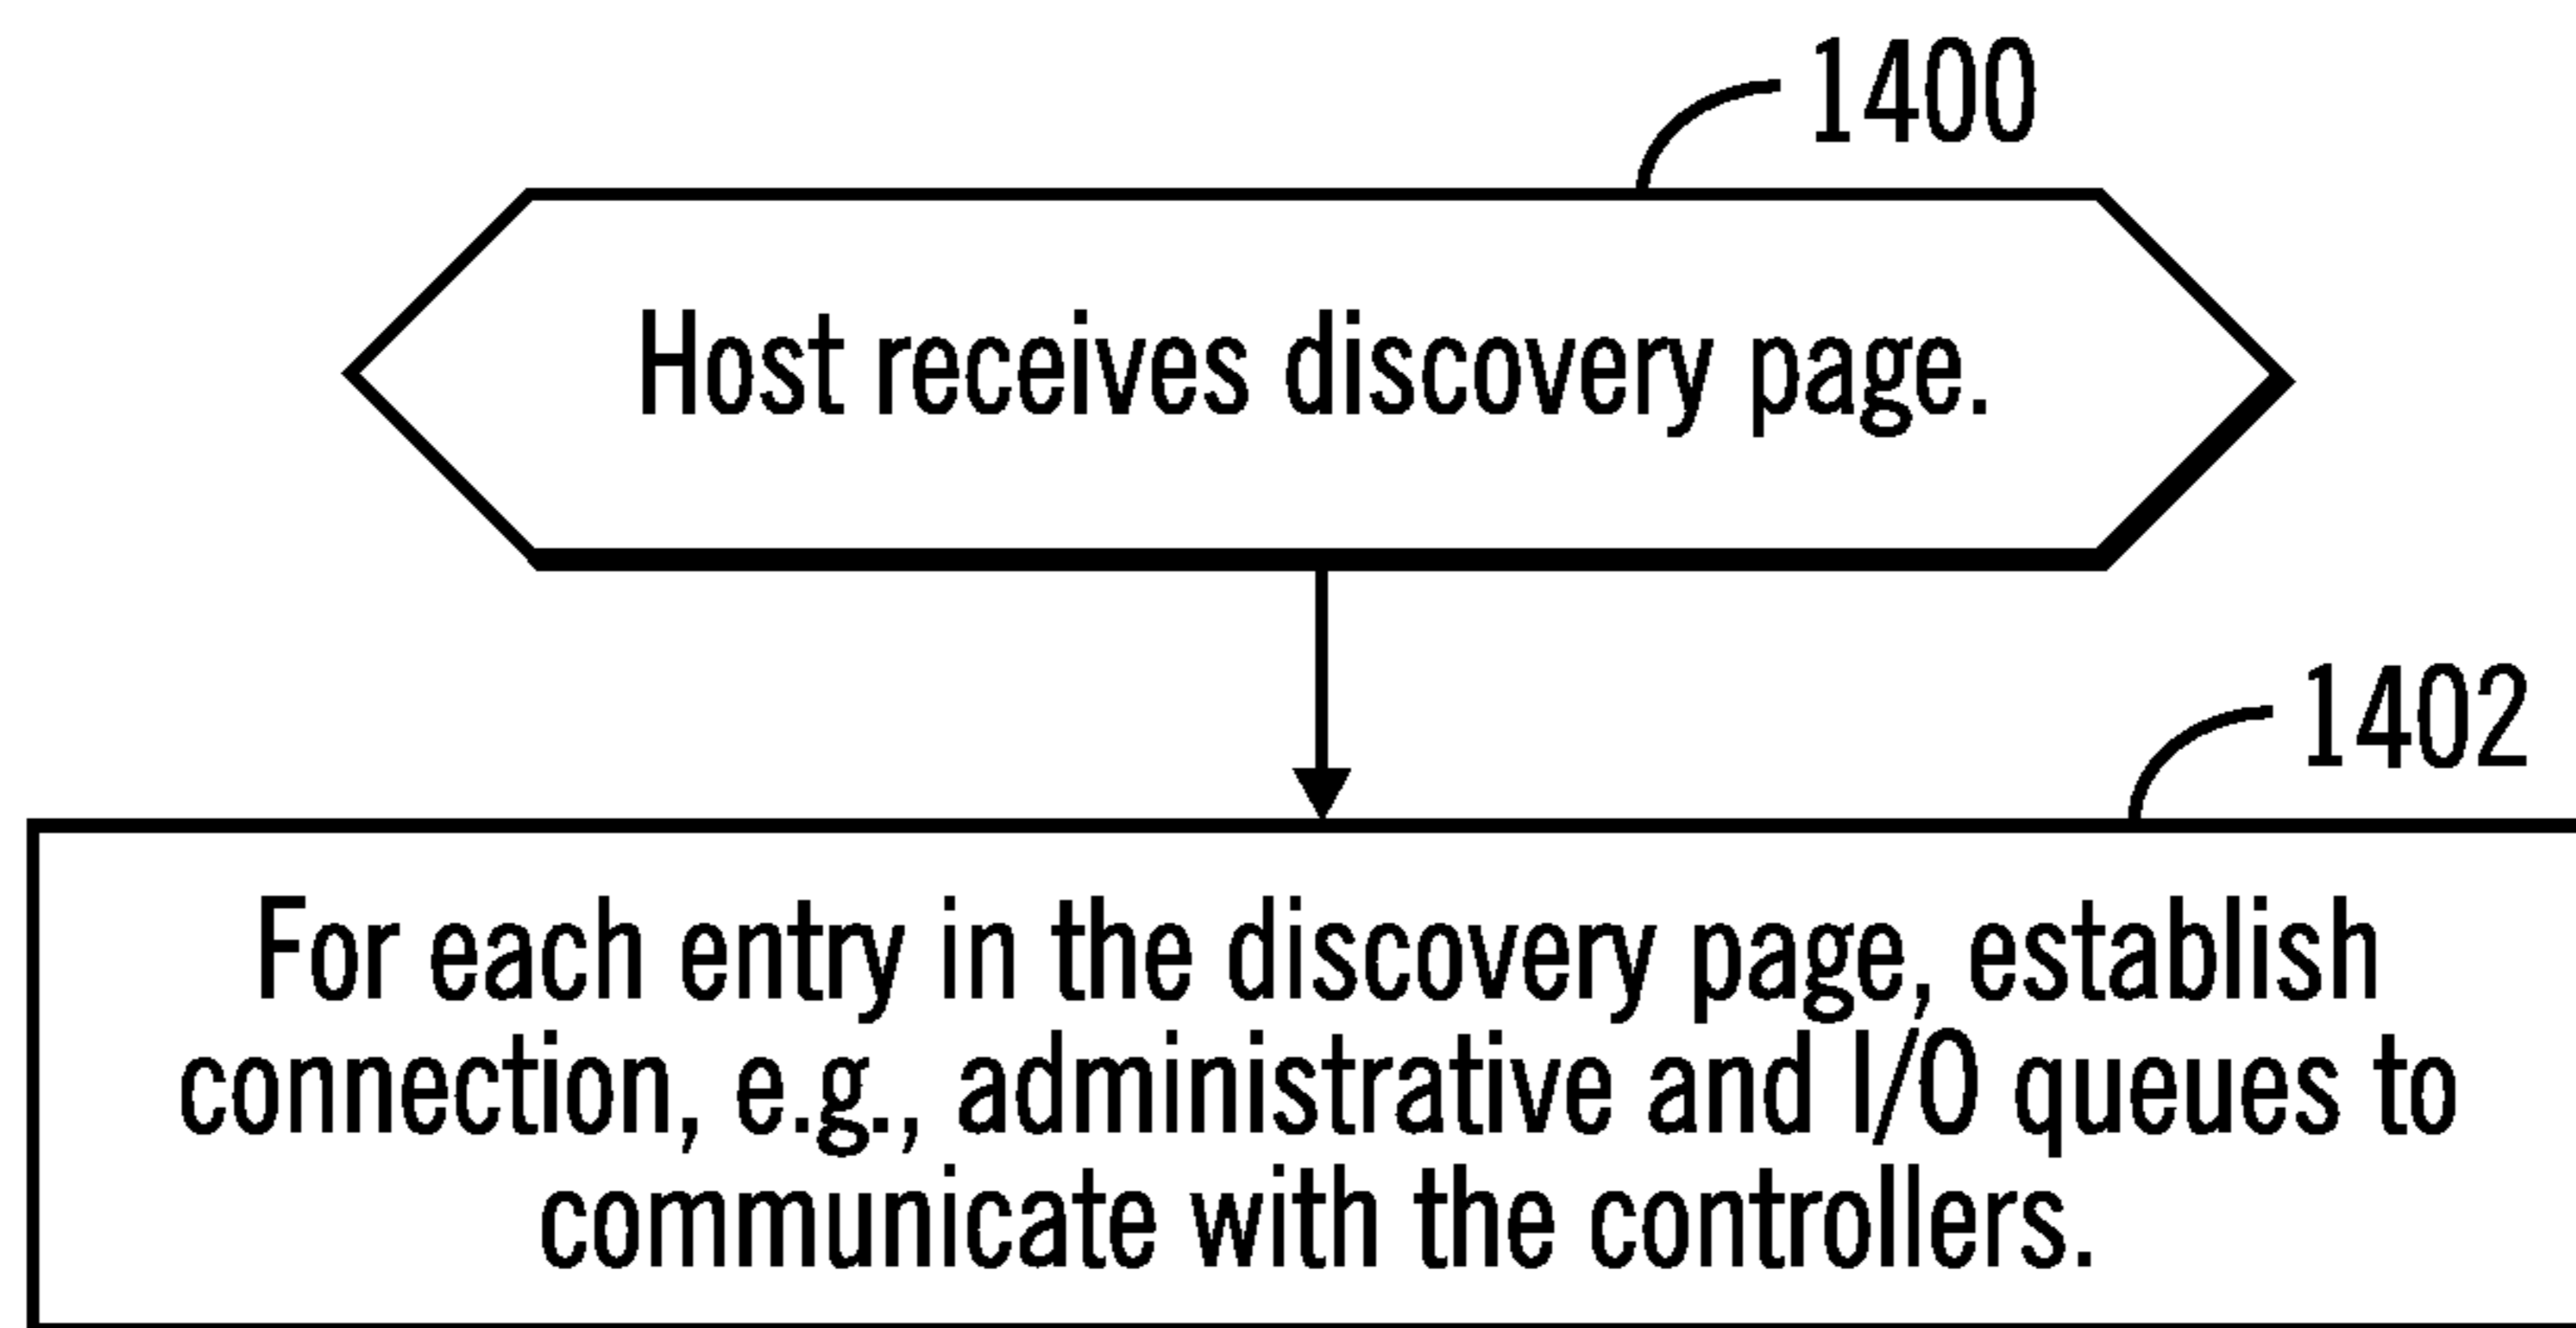 1400
Host receives discovery page.
1402
For each entry in the discovery page, establish
connection, e.g., administrative and I/O queues to
communicate with the controllers.